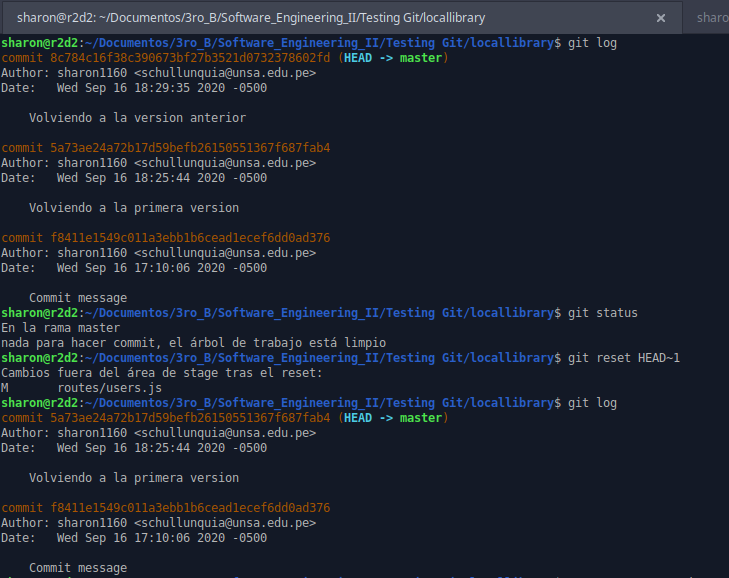 sharon@r2d2: ~/Documentos/3ro_B/Software_Engineering_II/Testing Git/locallibrary × sharo
sharon@r2d2:~/Documentos/3ro_B/Software_Engineering_II/Testing Git/locallibrary$ git log
commit 8c784c16f38c390673bf27b3521d0732378602fd (HEAD -> master)
Author: sharon1160 <schullunquia@unsa.edu.pe>
Date:   Wed Sep 16 18:29:35 2020 -0500
    Volviendo a la version anterior
commit 5a73ae24a72b17d59befb26150551367f687fab4
Author: sharon1160 <schullunquia@unsa.edu.pe>
Date:   Wed Sep 16 18:25:44 2020 -0500
    Volviendo a la primera version
commit f8411e1549c011a3ebb1b6cead1ecef6dd0ad376
Author: sharon1160 <schullunquia@unsa.edu.pe>
Date:   Wed Sep 16 17:10:06 2020 -0500
    Commit message
sharon@r2d2:~/Documentos/3ro_B/Software_Engineering_II/Testing Git/locallibrary$ git status
En la rama master
nada para hacer commit, el árbol de trabajo está limpio
sharon@r2d2:~/Documentos/3ro_B/Software_Engineering_II/Testing Git/locallibrary$ git reset HEAD~1
Cambios fuera del área de stage tras el reset:
M       routes/users.js
sharon@r2d2:~/Documentos/3ro_B/Software_Engineering_II/Testing Git/locallibrary$ git log
commit 5a73ae24a72b17d59befb26150551367f687fab4 (HEAD -> master)
Author: sharon1160 <schullunquia@unsa.edu.pe>
Date:   Wed Sep 16 18:25:44 2020 -0500
    Volviendo a la primera version
commit f8411e1549c011a3ebb1b6cead1ecef6dd0ad376
Author: sharon1160 <schullunquia@unsa.edu.pe>
Date:   Wed Sep 16 17:10:06 2020 -0500
    Commit message